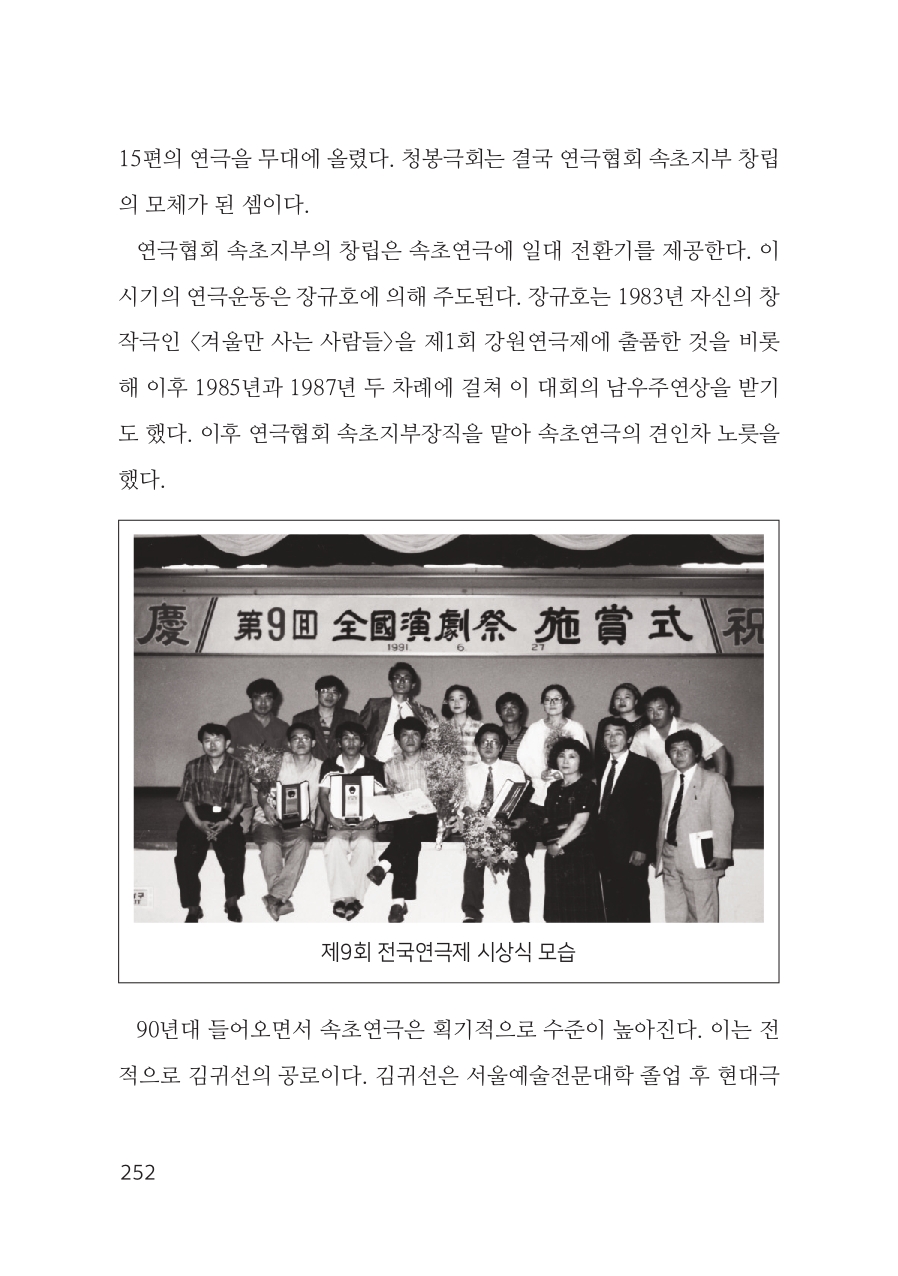 15편의 연극을 무대에 올렸다. 청봉극회는 결국 연극협회 속초지부 창립
의 모체가 된 셈이다.
연극협회 속초지부의 창립은 속초연극에 일대 전환기를 제공한다. 이
시기의 연극운동은 장규호에 의해 주도된다. 장규호는 1983년 자신의 창
작극인 〈겨울만 사는 사람들〉을 제1회 강원연극제에 출품한 것을 비롯
해 이후 1985년과 1987년 두 차례에 걸쳐 이 대회의 남우주연상을 받기
도 했다. 이후 연극협회 속초지부장직을 맡아 속초연극의 견인차 노릇을
했다.
慶 / 第9回 全國演劇祭 施賞式 \ 祝
1991. 6. 27
제9회 전국연극제 시상식 모습
90년대 들어오면서 속초연극은 획기적으로 수준이 높아진다. 이는 전
적으로 김귀선의 공로이다. 김귀선은 서울예술전문대학 졸업 후 현대극
252